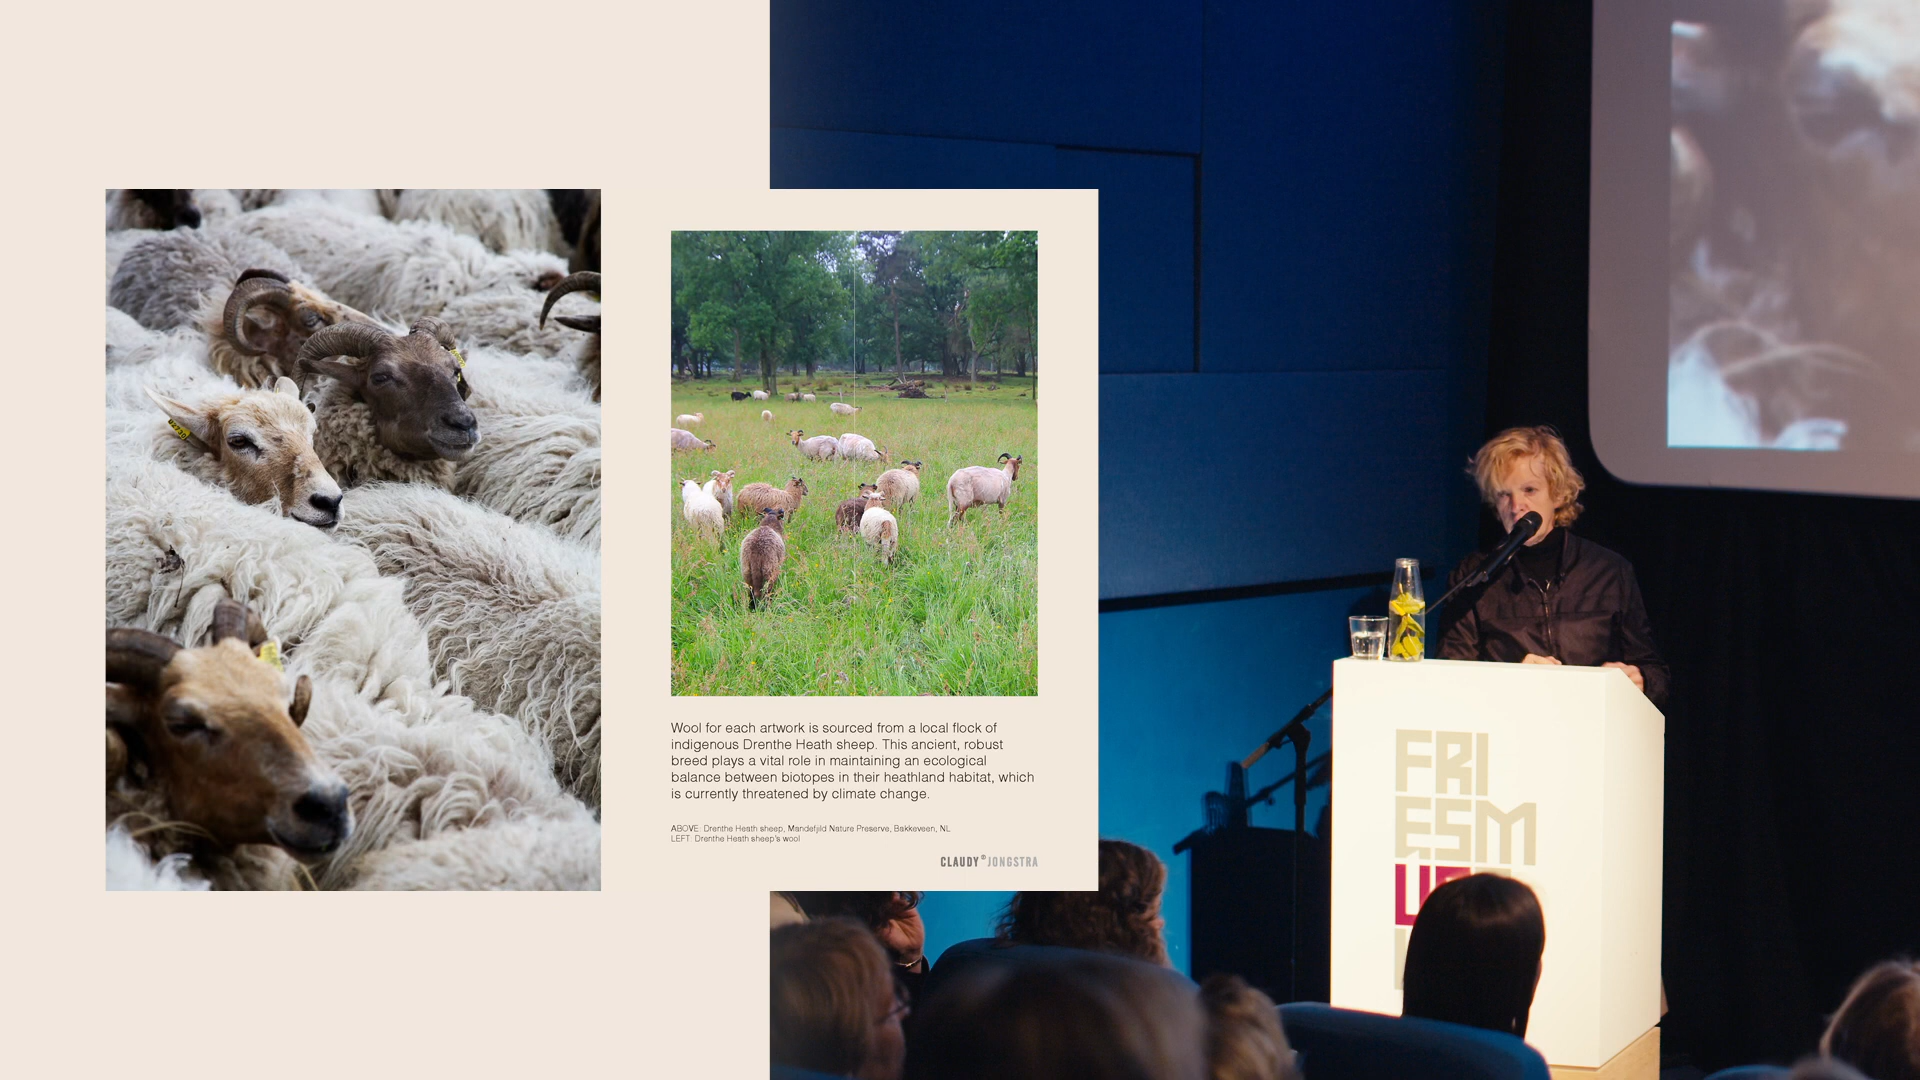 Wool for each artwork is sourced from a local flock of
indigenous Drenthe Heath sheep. This ancient, robust
breed plays a vital role in maintaining an ecological
balance between biotopes in their heathland habitat, which
is currently threatened by climate change.
ABOVE: Drenthe Heath sheep, Mandefjild Nature Preserve, Bakkeveen, NL
LEFT: Drenthe Heath sheep's wool
CLAUDY®JONGSTRA
FRI
ESM